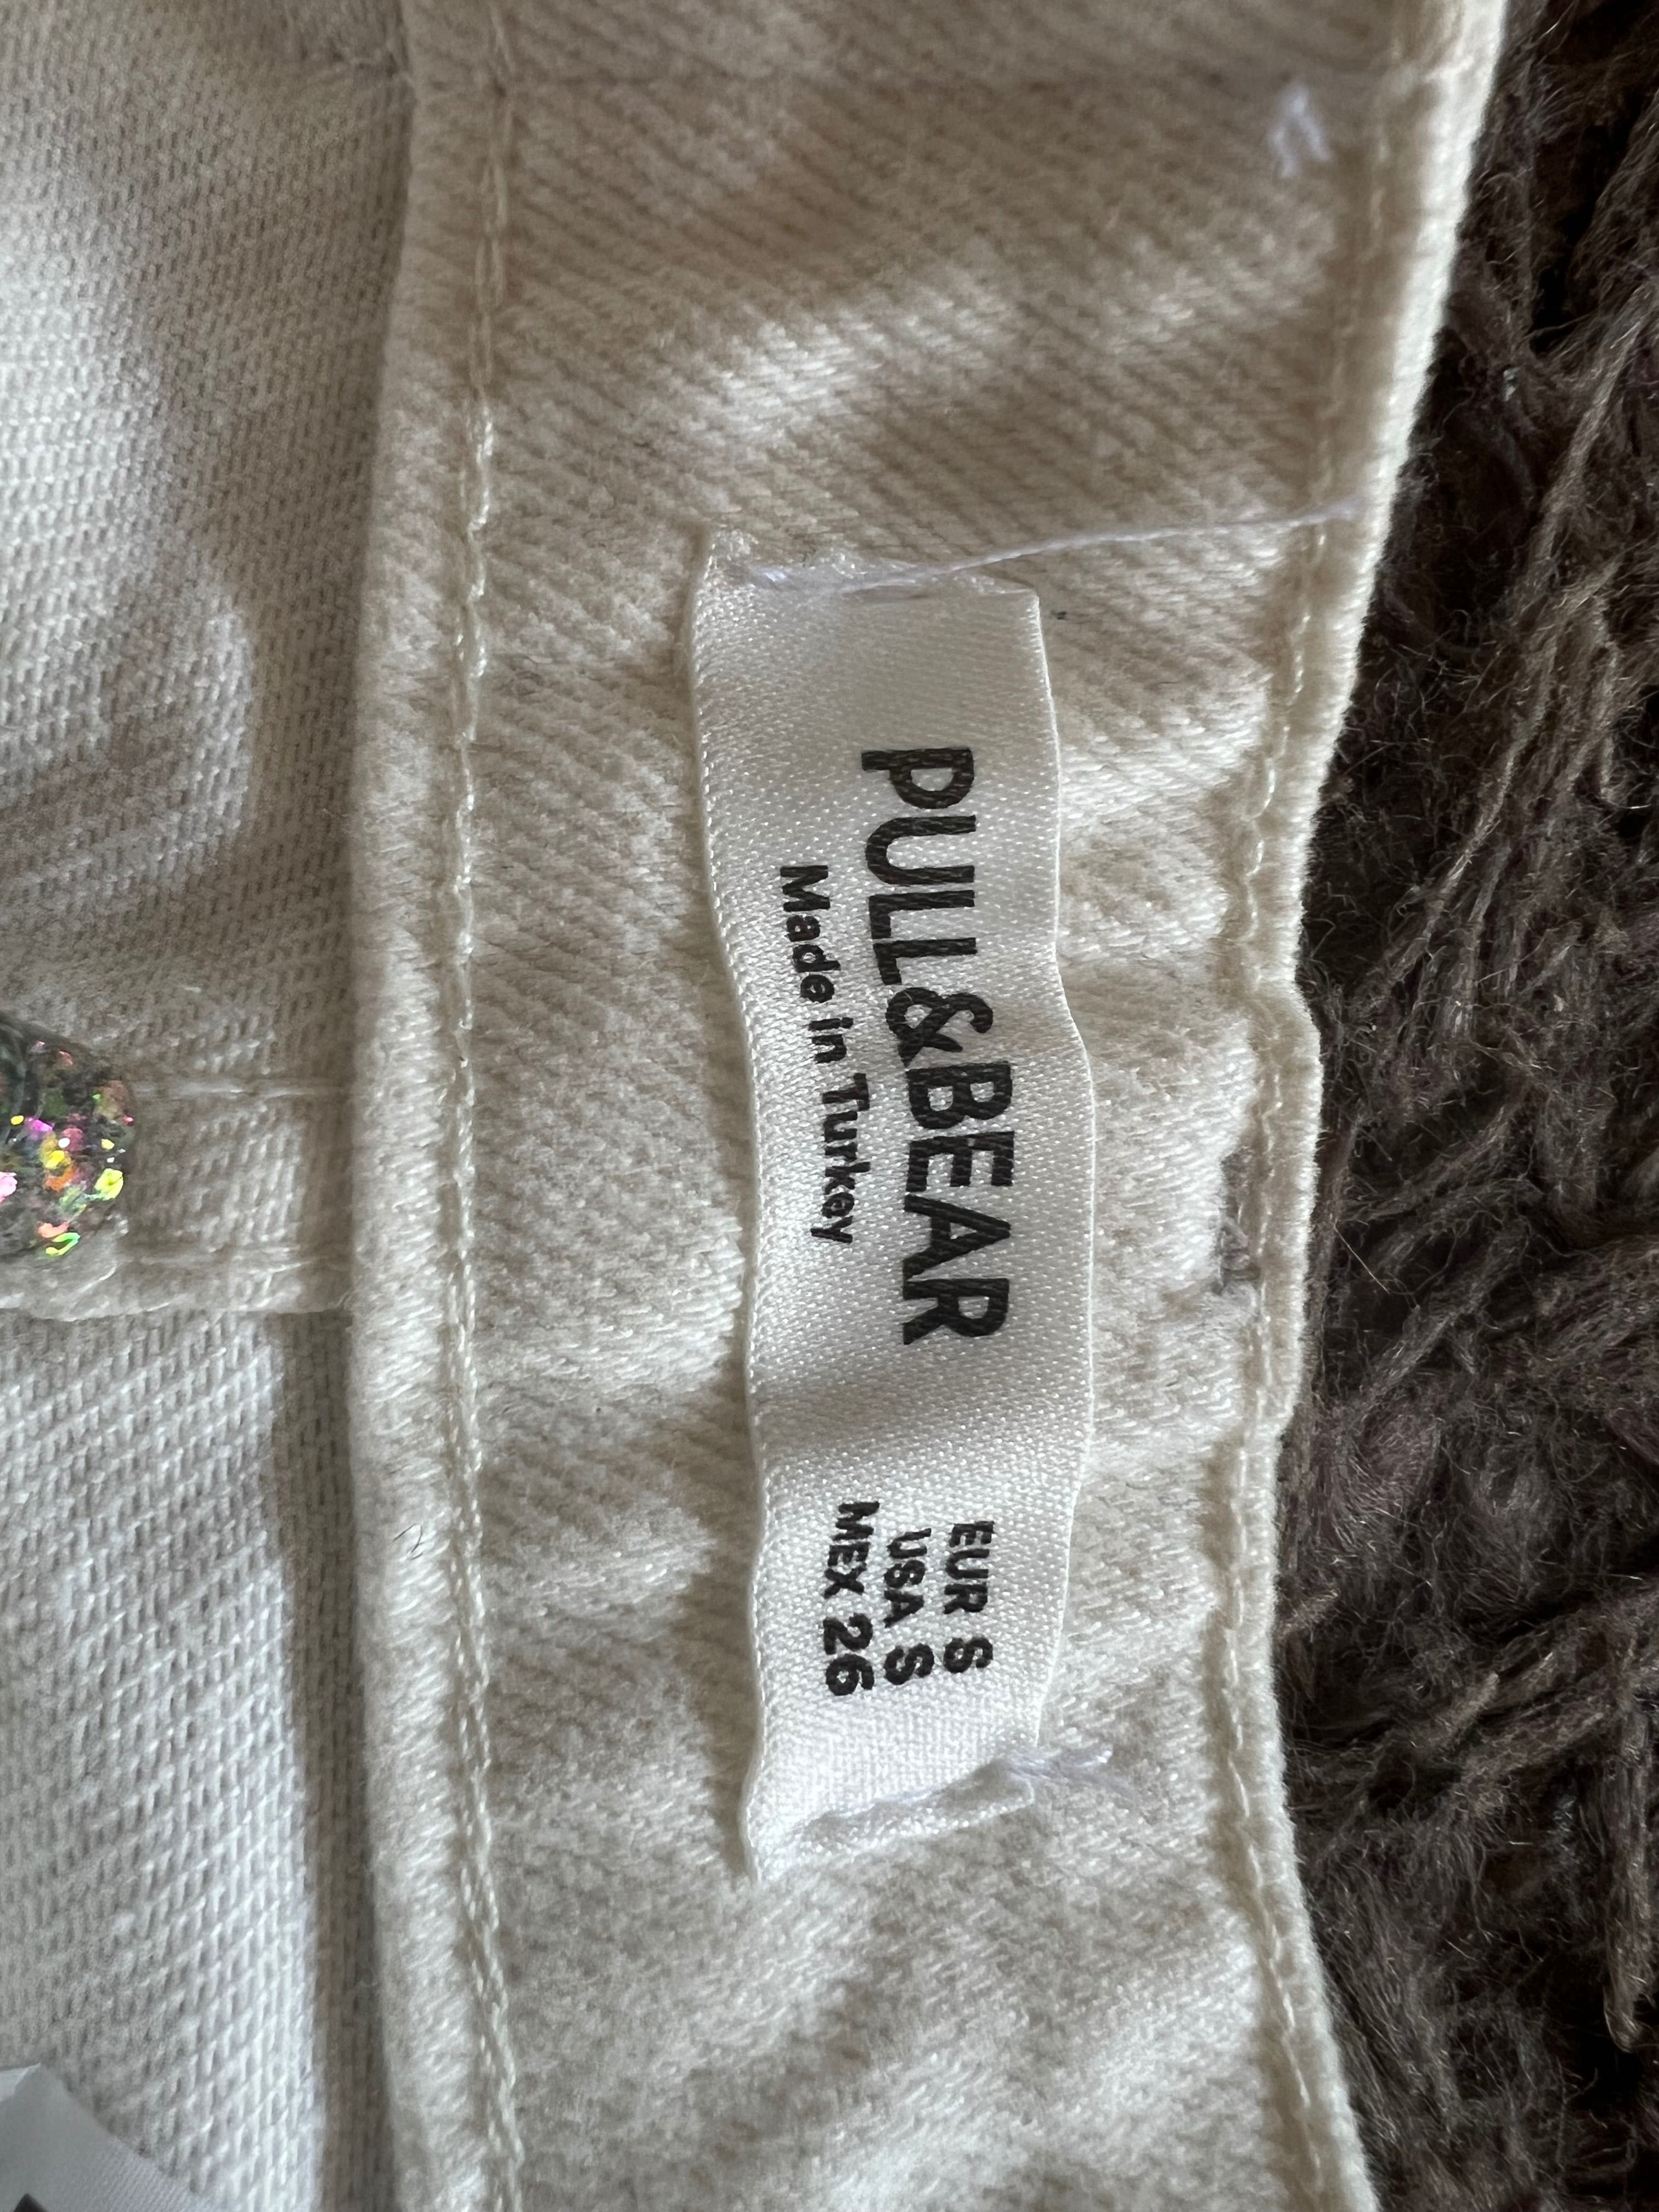 PULL&BEAR
Made in Turkey
EUR S
USA S
MEX 26